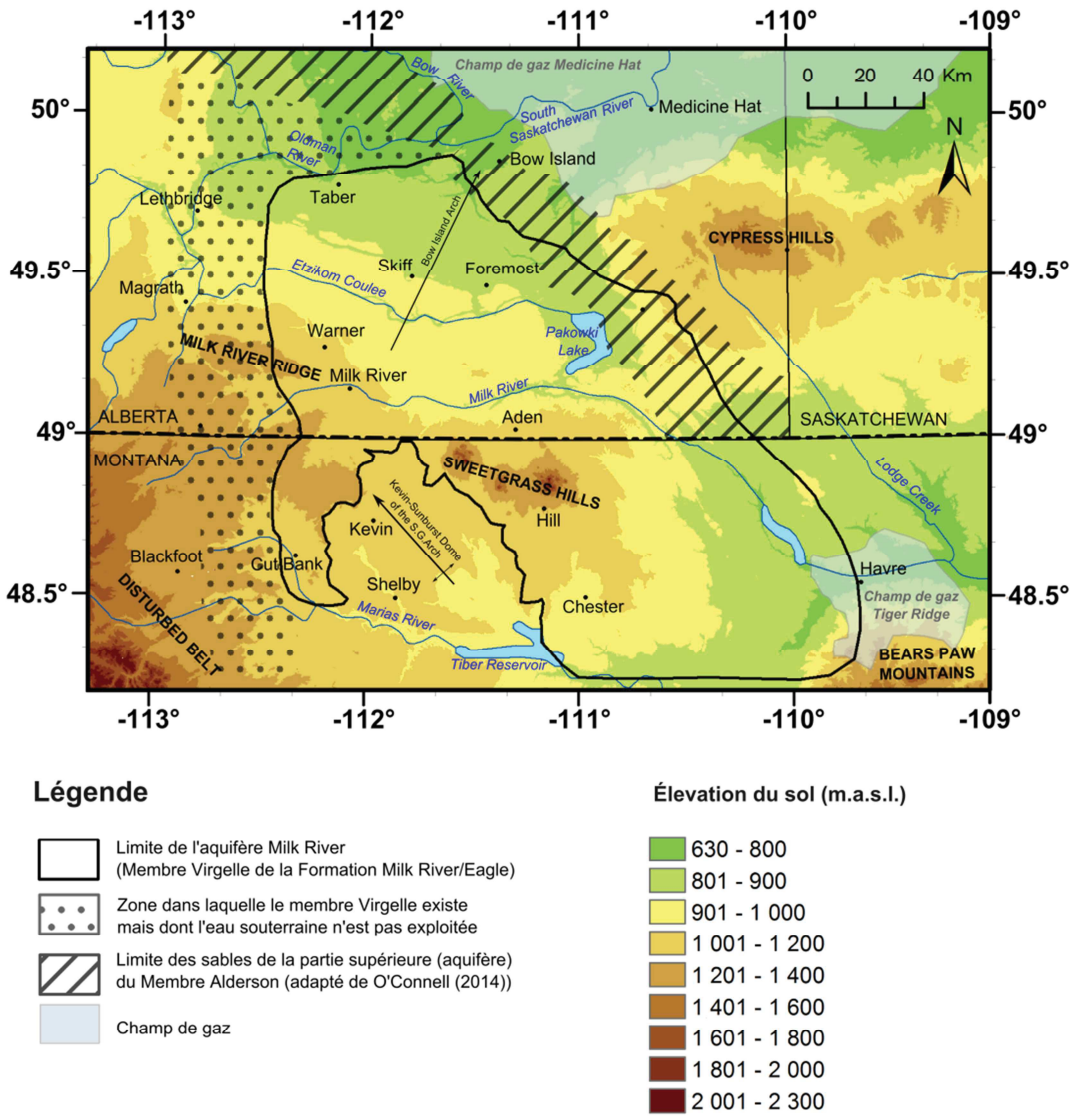 -113°
-112°
-111°
-110°
-109°
Champ de gaz Medicine Hat
0 20 40 Km
Bow
River
50°
50°
Medicine Hat
South
Saskatchewan River
N
Oldman
River
Bow Island
Taber
Lethbridge
Bow Island Arch
CYPRESS HILLS
Skiff
Foremost
49.5°
49.5°
Etzikom Coulee
Magrath
Warner
Pakowki
Lake
MILK RIVER RIDGE
Milk River
Milk River
ALBERTA
Aden
SASKATCHEWAN
49°
49°
MONTANA
SWEETGRASS HILLS
Lodge Creek
Kevin-Sunburst Dome
of the S.G.Arch
Kevin
Hill
Blackfoot
Cut Bank
Havre
48.5°
48.5°
Shelby
Chester
Champ de gaz
Tiger Ridge
DISTURBED BELT
Marias River
Tiber Reservoir
BEARS PAW
MOUNTAINS
-113°
-112°
-111°
-110°
-109°
Légende
Limite de l'aquifère Milk River
(Membre Virgelle de la Formation Milk River/Eagle)
Zone dans laquelle le membre Virgelle existe
mais dont l'eau souterraine n'est pas exploitée
Limite des sables de la partie supérieure (aquifère)
du Membre Alderson (adapté de O'Connell (2014))
Champ de gaz
Élevation du sol (m.a.s.l.)
630 - 800
801 - 900
901 - 1 000
1 001 - 1 200
1 201 - 1 400
1 401 - 1 600
1 601 - 1 800
1 801 - 2 000
2 001 - 2 300